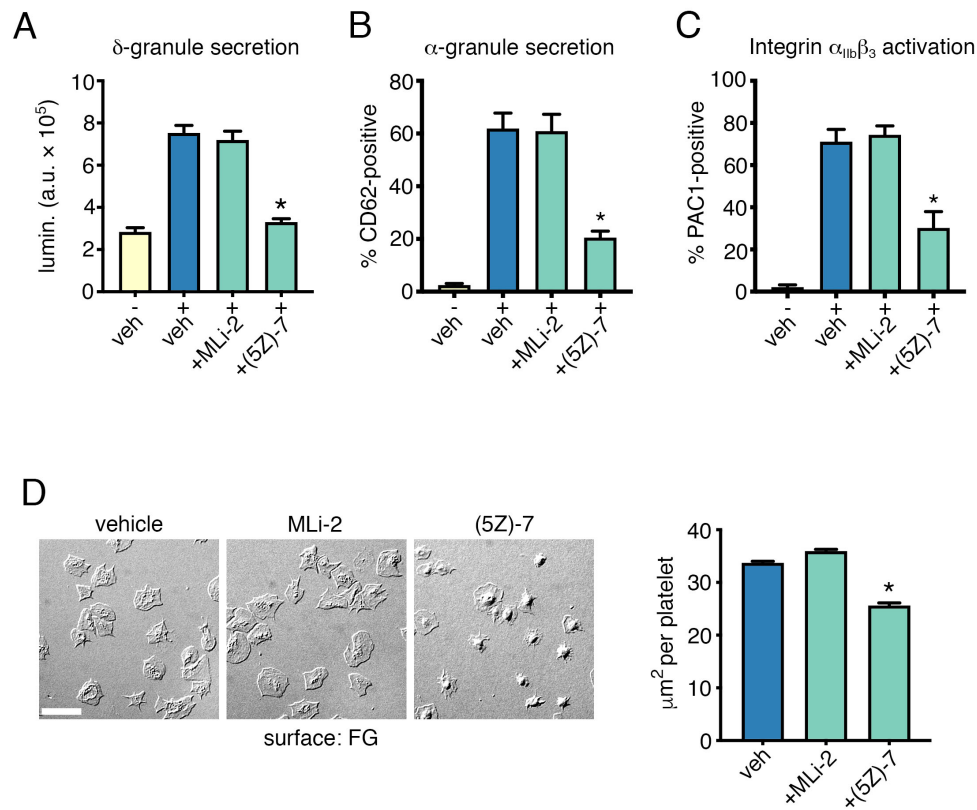 A
δ-granule secretion
lumin. (a.u. × 10⁵)
10
8
6
4
2
0
*
- + + +
veh veh +MLi-2 +(5Z)-7
B
α-granule secretion
% CD62-positive
80
60
40
20
0
*
- + + +
veh veh +MLi-2 +(5Z)-7
C
Integrin αIIbβ3 activation
% PAC1-positive
100
80
60
40
20
0
*
- + + +
veh veh +MLi-2 +(5Z)-7
D
vehicle MLi-2 (5Z)-7
surface: FG
μm² per platelet
40
30
20
10
0
*
veh +MLi-2 +(5Z)-7